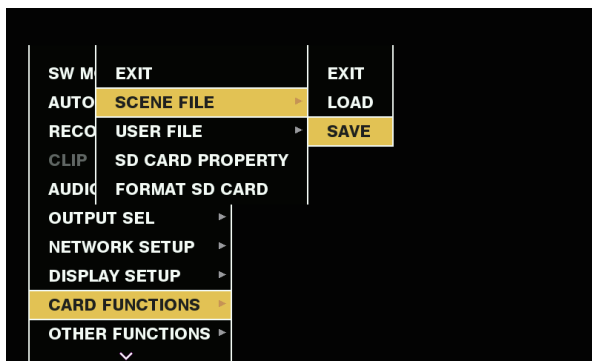 SW M
AUTO
RECO
CLIP
AUDIO
OUTPUT SEL
NETWORK SETUP
DISPLAY SETUP
CARD FUNCTIONS
OTHER FUNCTIONS
EXIT
SCENE FILE
USER FILE
SD CARD PROPERTY
FORMAT SD CARD
EXIT
LOAD
SAVE